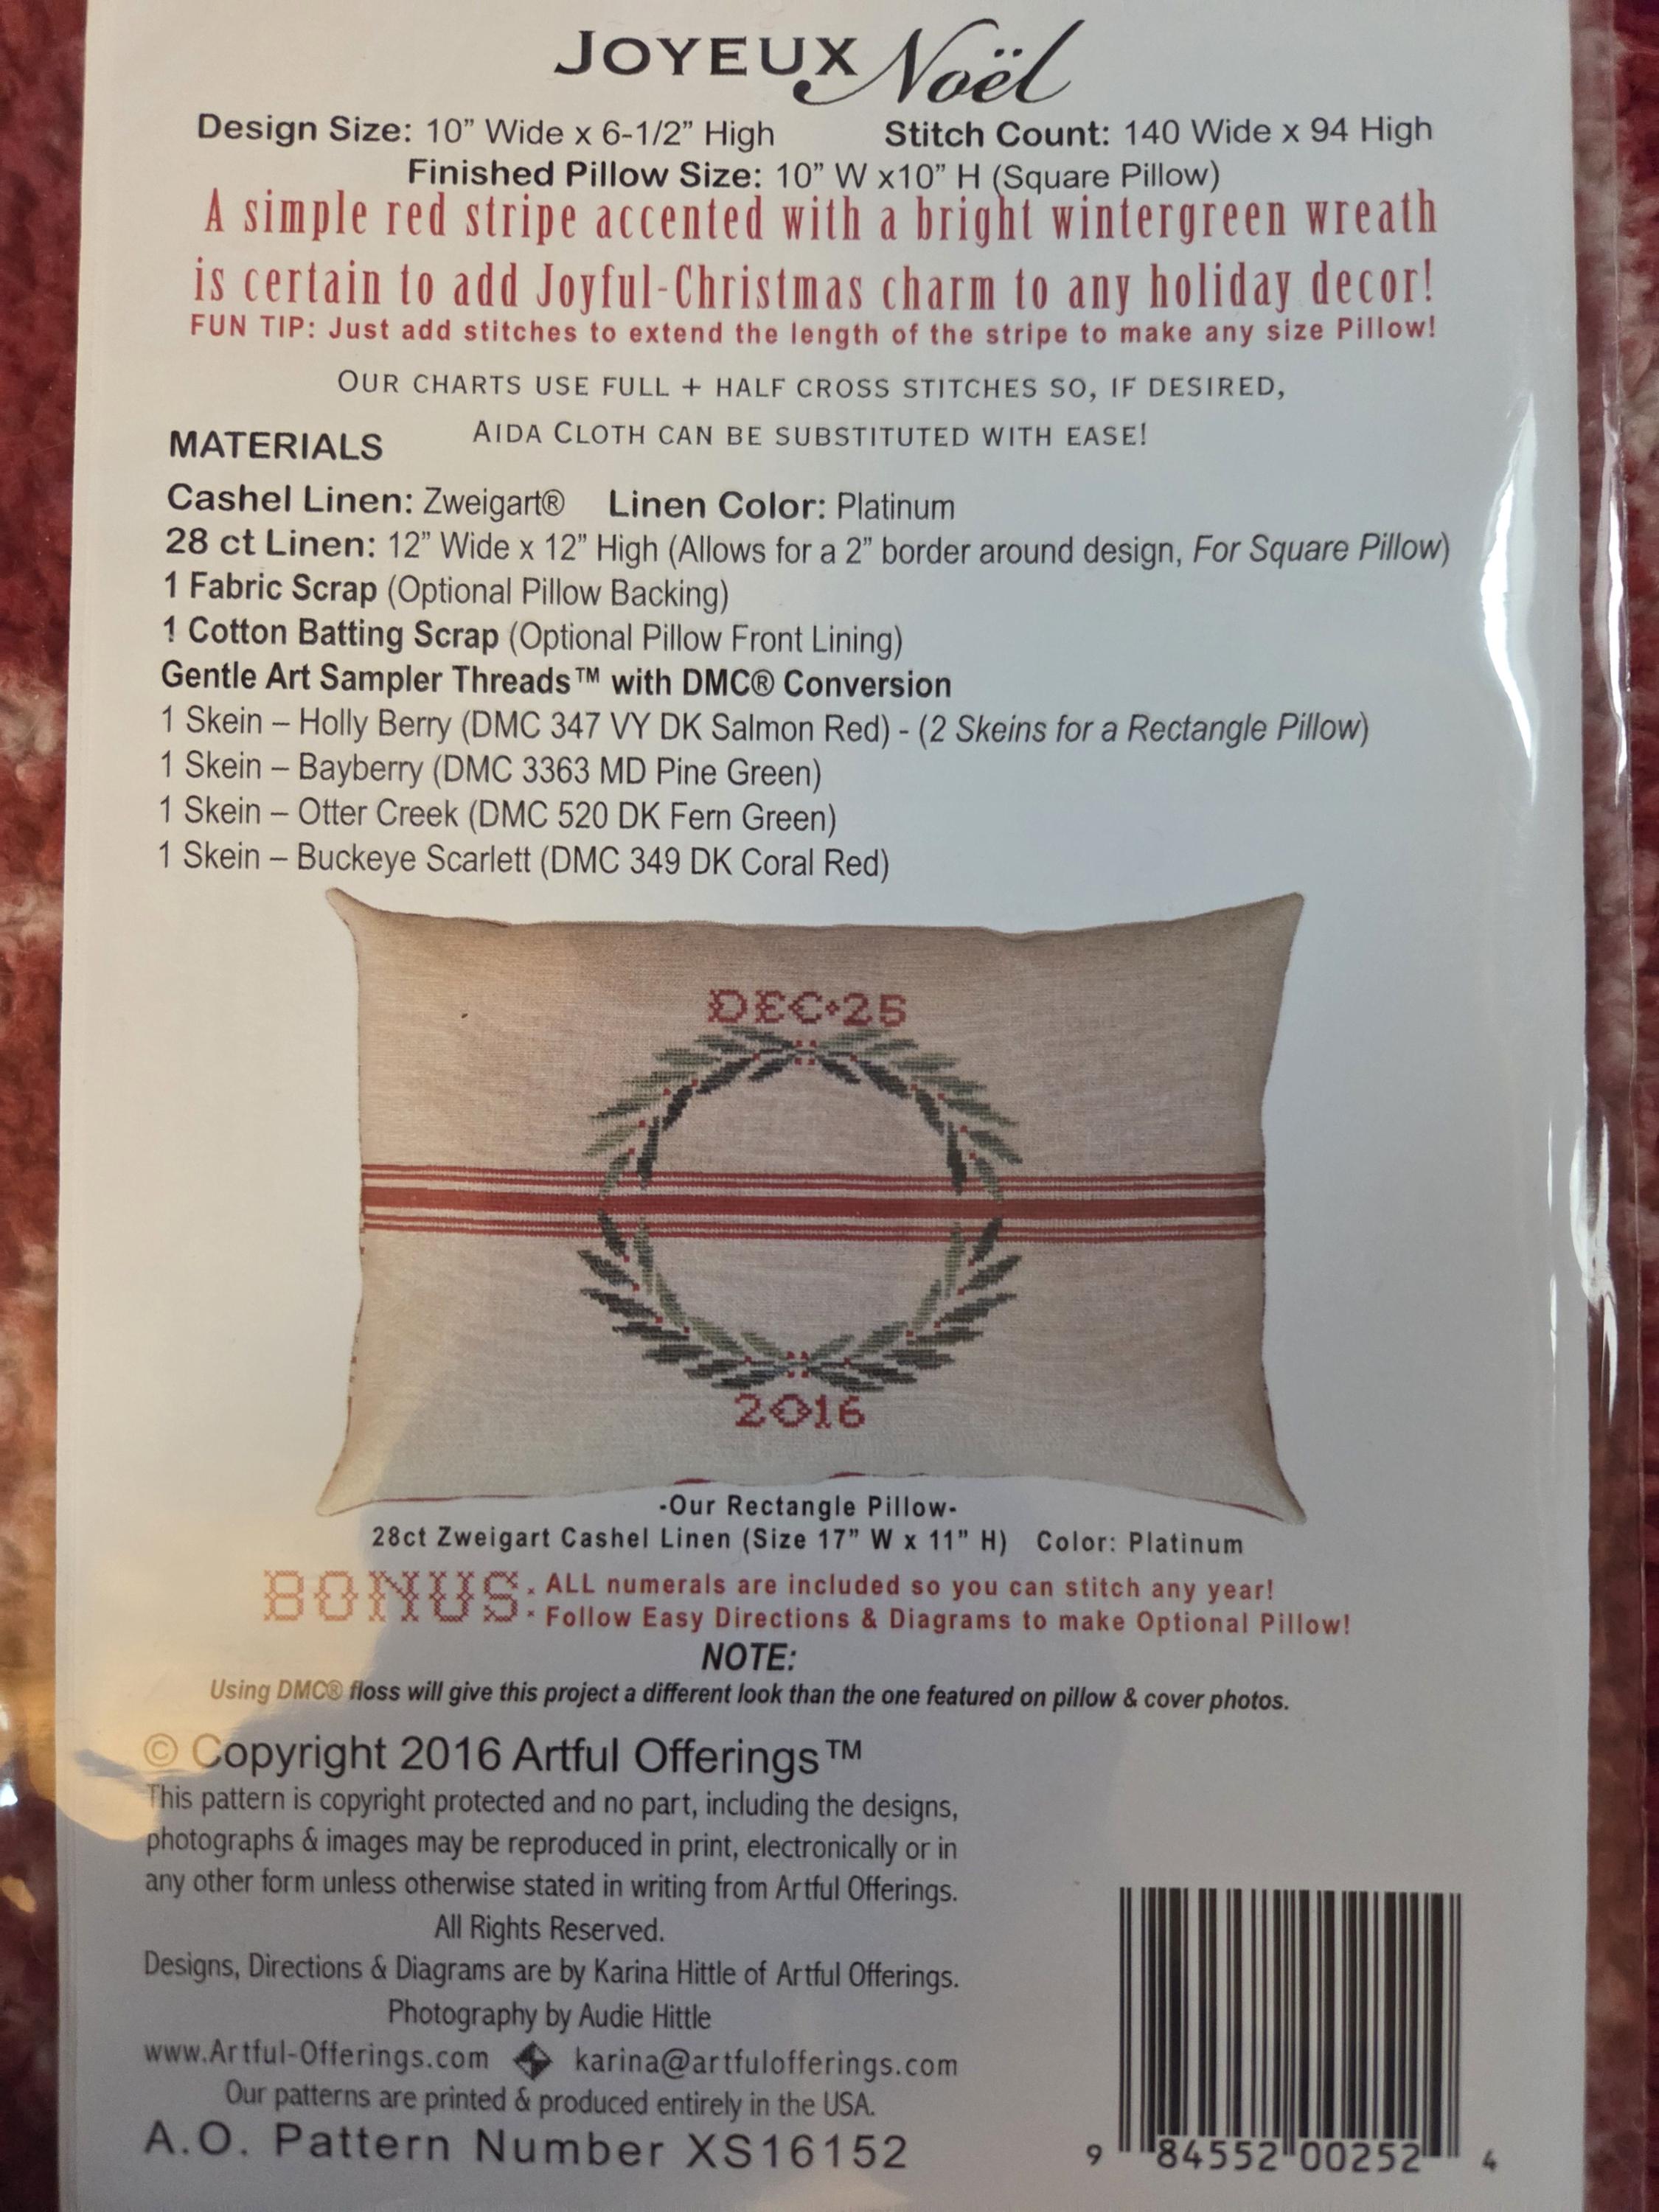 JOYEUX Noël
Design Size: 10” Wide x 6-1/2” High Stitch Count: 140 Wide x 94 High
Finished Pillow Size: 10” W x10” H (Square Pillow)
A simple red stripe accented with a bright wintergreen wreath
is certain to add Joyful-Christmas charm to any holiday decor!
FUN TIP: Just add stitches to extend the length of the stripe to make any size Pillow!
OUR CHARTS USE FULL + HALF CROSS STITCHES SO, IF DESIRED,
AIDA CLOTH CAN BE SUBSTITUTED WITH EASE!
MATERIALS
Cashel Linen: Zweigart® Linen Color: Platinum
28 ct Linen: 12” Wide x 12” High (Allows for a 2” border around design, For Square Pillow)
1 Fabric Scrap (Optional Pillow Backing)
1 Cotton Batting Scrap (Optional Pillow Front Lining)
Gentle Art Sampler Threads™ with DMC® Conversion
1 Skein – Holly Berry (DMC 347 VY DK Salmon Red) - (2 Skeins for a Rectangle Pillow)
1 Skein – Bayberry (DMC 3363 MD Pine Green)
1 Skein – Otter Creek (DMC 520 DK Fern Green)
1 Skein – Buckeye Scarlett (DMC 349 DK Coral Red)
DEC•25
2016
-Our Rectangle Pillow-
28ct Zweigart Cashel Linen (Size 17” W x 11” H) Color: Platinum
BONUS: ALL numerals are included so you can stitch any year!
Follow Easy Directions & Diagrams to make Optional Pillow!
NOTE:
Using DMC® floss will give this project a different look than the one featured on pillow & cover photos.
© Copyright 2016 Artful Offerings™
This pattern is copyright protected and no part, including the designs,
photographs & images may be reproduced in print, electronically or in
any other form unless otherwise stated in writing from Artful Offerings.
All Rights Reserved.
Designs, Directions & Diagrams are by Karina Hittle of Artful Offerings.
Photography by Audie Hittle
www.Artful-Offerings.com karina@artfulofferings.com
Our patterns are printed & produced entirely in the USA.
A.O. Pattern Number XS16152
9 84552 00252 4